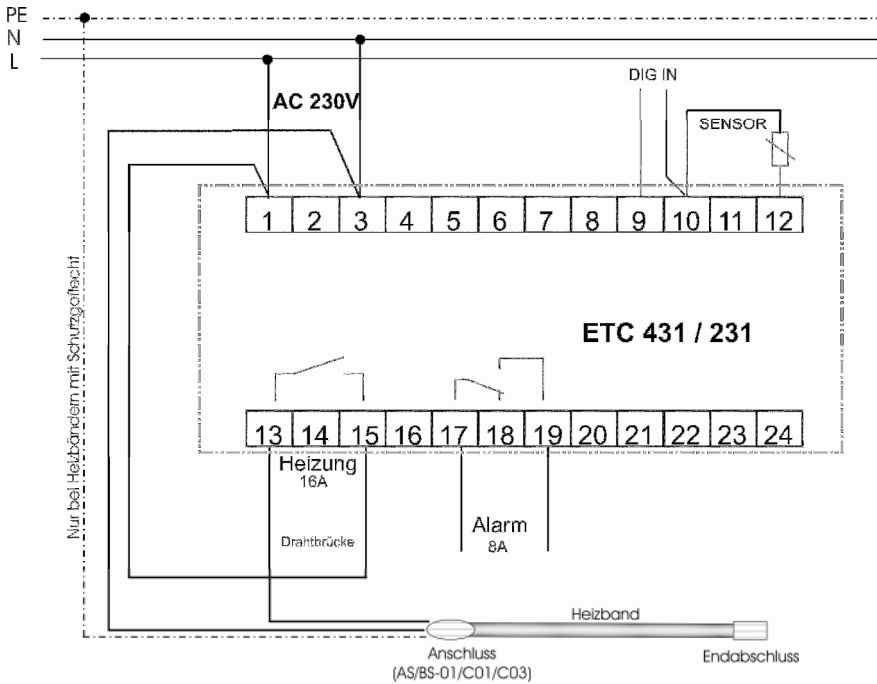 PE
N
L
AC 230V
DIG IN
SENSOR
1 2 3 4 5 6 7 8 9 10 11 12
ETC 431 / 231
Nur bei Heizbändern mit Schutzgeflecht
13 14 15 16 17 18 19 20 21 22 23 24
Heizung
16A
Drahtbrücke
Alarm
8A
Heizband
Anschluss
(AS/BS-01/C01/C03)
Endabschluss